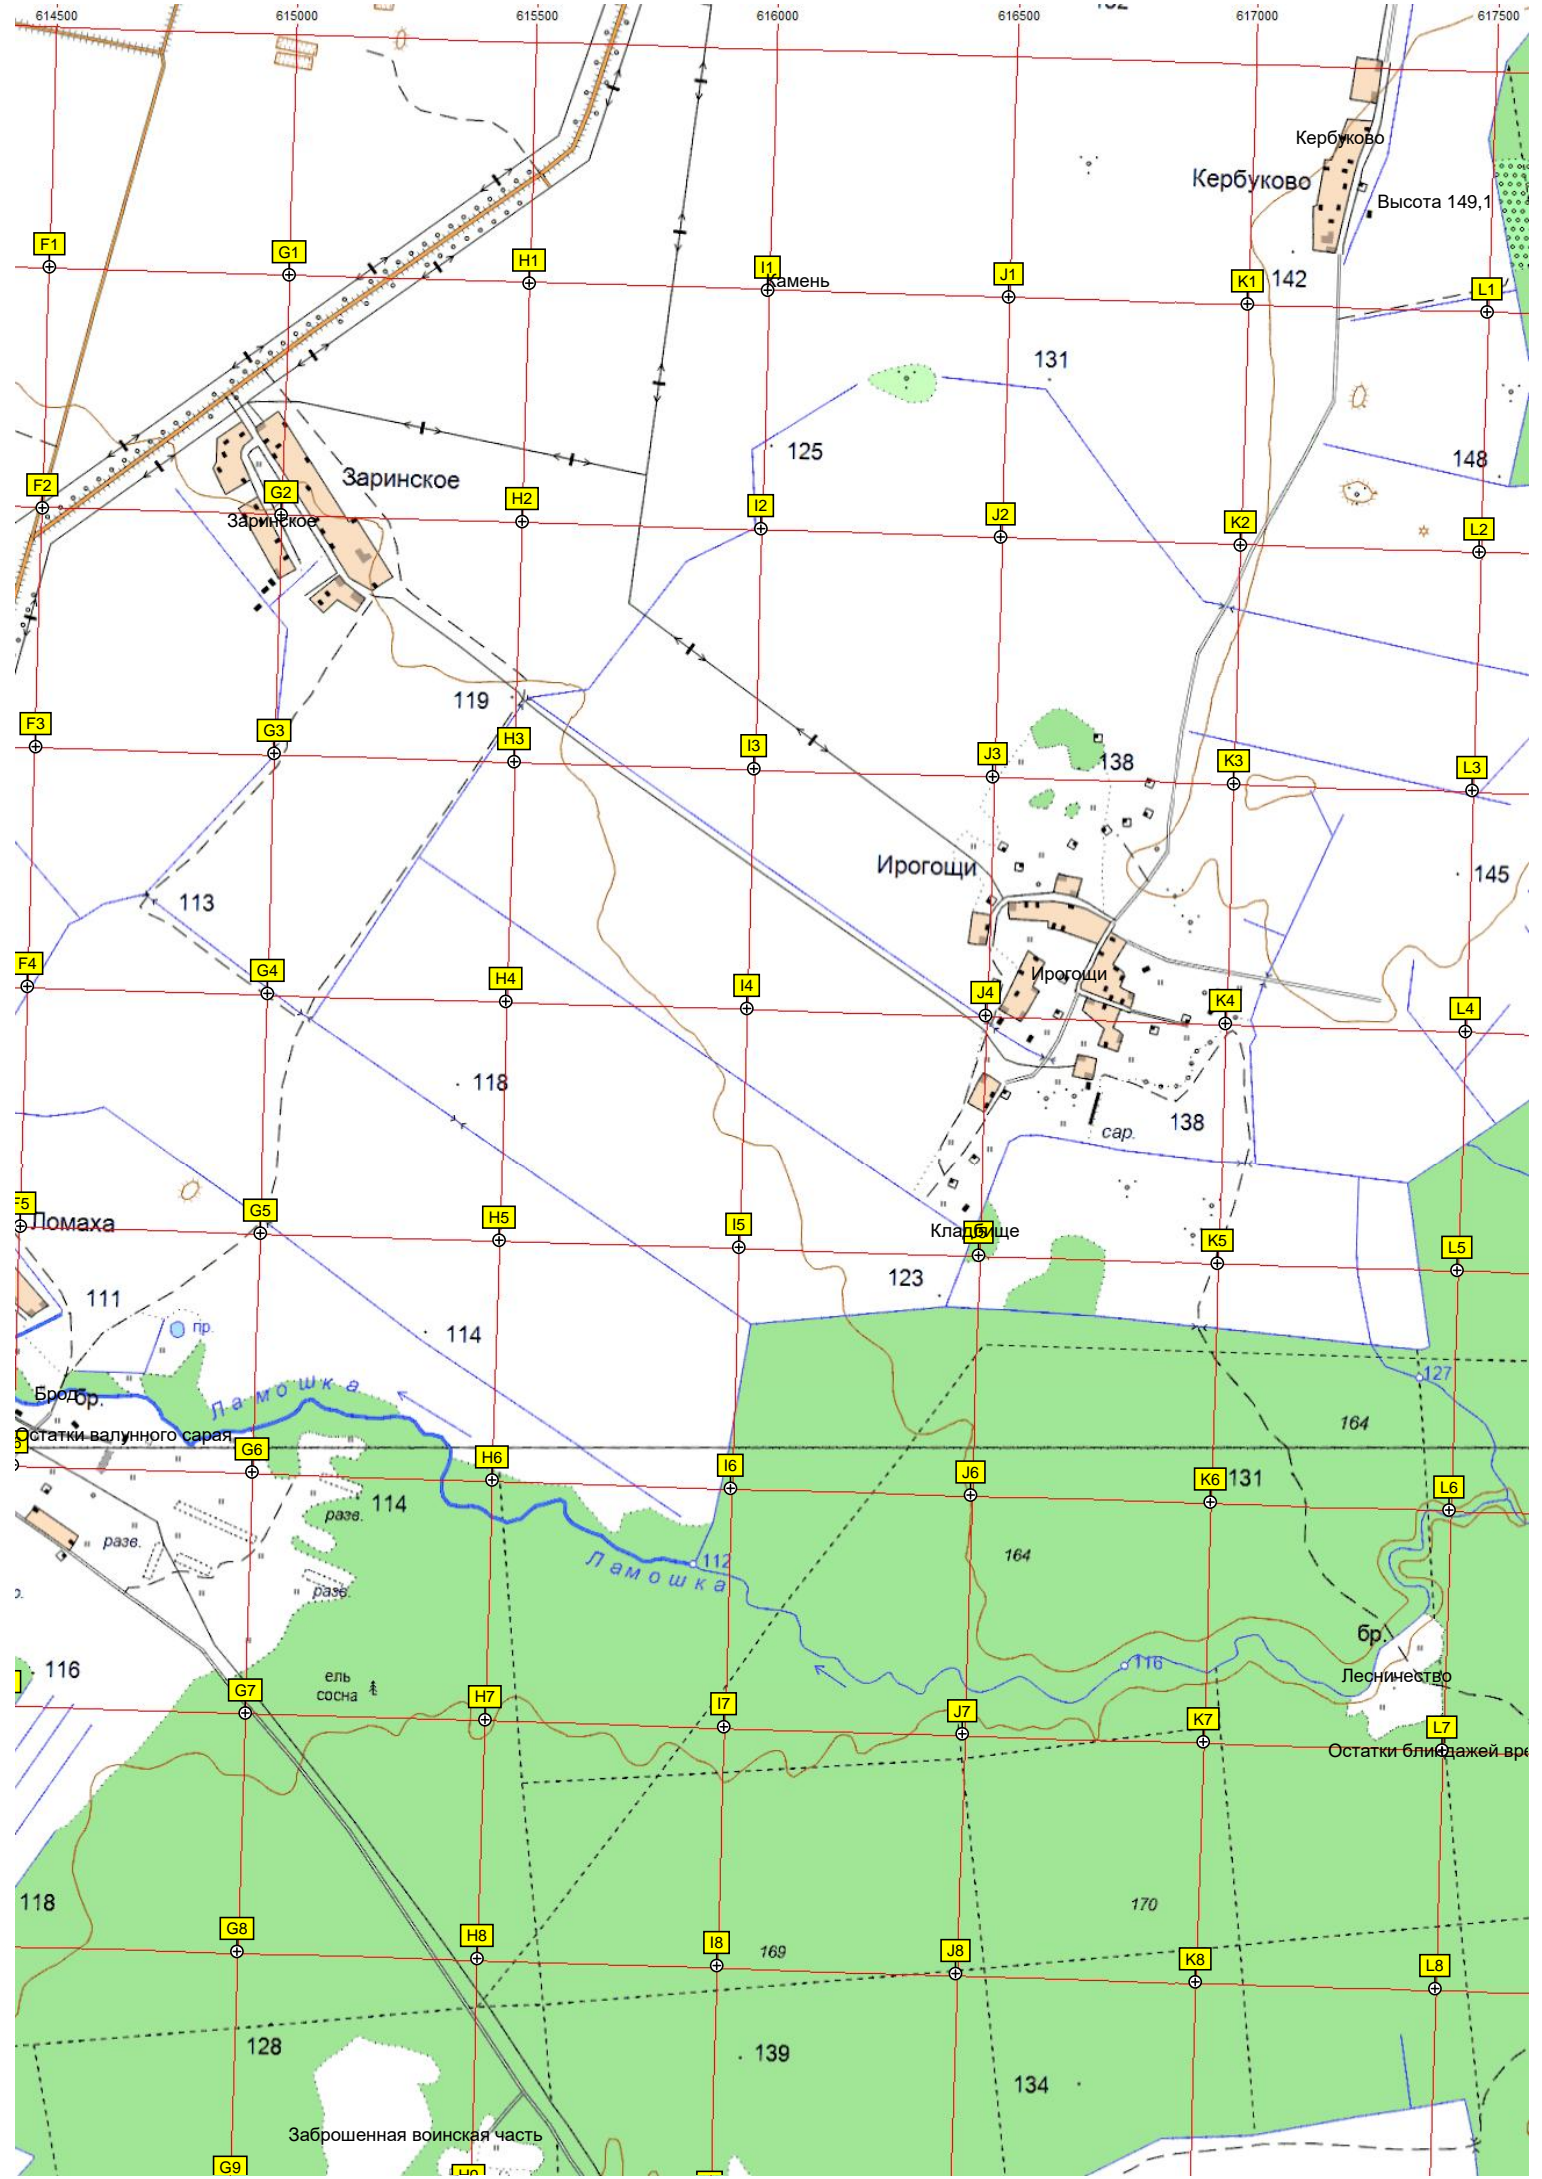 614500 615000 615500 616000 616500 617000 617500
Кербуково
Кербуково
Высота 149,1
F1 G1 H1 I1 J1 K1 L1
Камень
142
131
125
148
Заринское
F2 G2 H2 I2 J2 K2 L2
Заринское
119
F3 G3 H3 I3 J3 K3 L3
138
Ирогощи
145
113
F4 G4 H4 I4 J4 K4 L4
Ирогощи
118
138
сар.
F5 G5 H5 I5 K5 L5
Ломаха
Кладбище
123
111
пр.
114
127
Ламошка
Брод
бр.
164
Остатки валунного сарая
G6 H6 I6 J6 K6 L6
131
114
разв.
разв.
112
Ламошка
164
разв.
бр.
116
116
Лесничество
ель
сосна
G7 H7 I7 J7 K7 L7
Остатки блиндажей вре
118
170
G8 H8 I8 J8 K8 L8
169
128
139
134
Заброшенная воинская часть
G9